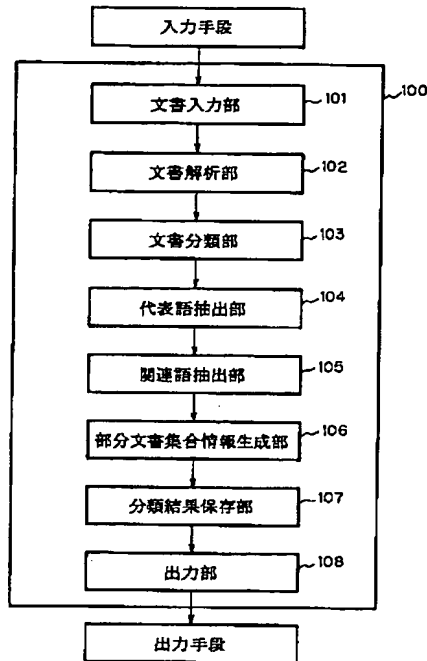 入力手段
100
文書入力部 101
文書解析部 102
文書分類部 103
代表語抽出部 104
関連語抽出部 105
部分文書集合情報生成部 106
分類結果保存部 107
出力部 108
出力手段